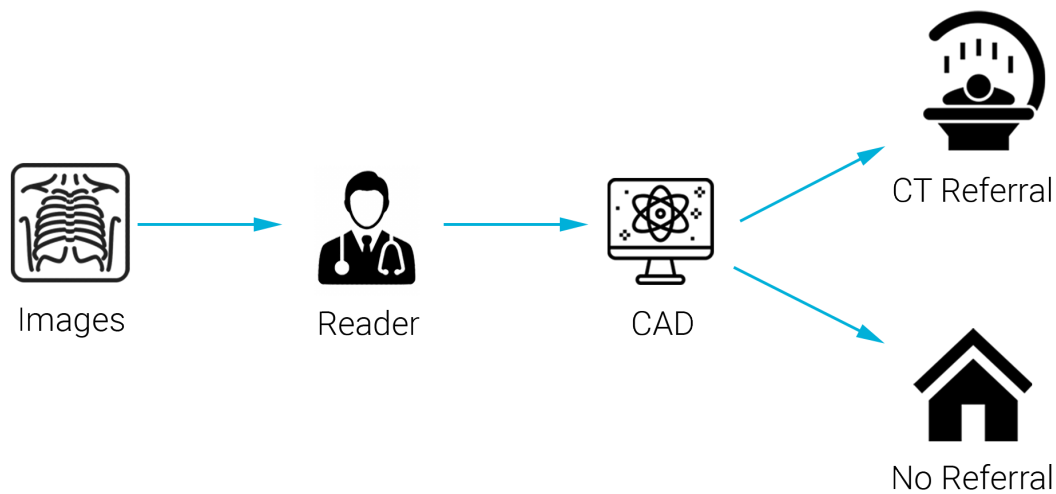 Images
Reader
CAD
CT Referral
No Referral